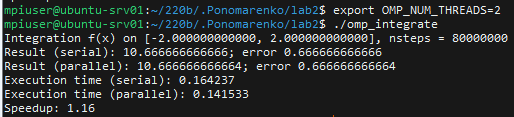 mpiuser@ubuntu-srv01:~/220b/.Ponomarenko/lab2$ export OMP_NUM_THREADS=2
mpiuser@ubuntu-srv01:~/220b/.Ponomarenko/lab2$ ./omp_integrate
Integration f(x) on [-2.000000000000, 2.000000000000], nsteps = 80000000
Result (serial): 10.666666666666; error 0.666666666666
Result (parallel): 10.666666666664; error 0.666666666664
Execution time (serial): 0.164237
Execution time (parallel): 0.141533
Speedup: 1.16